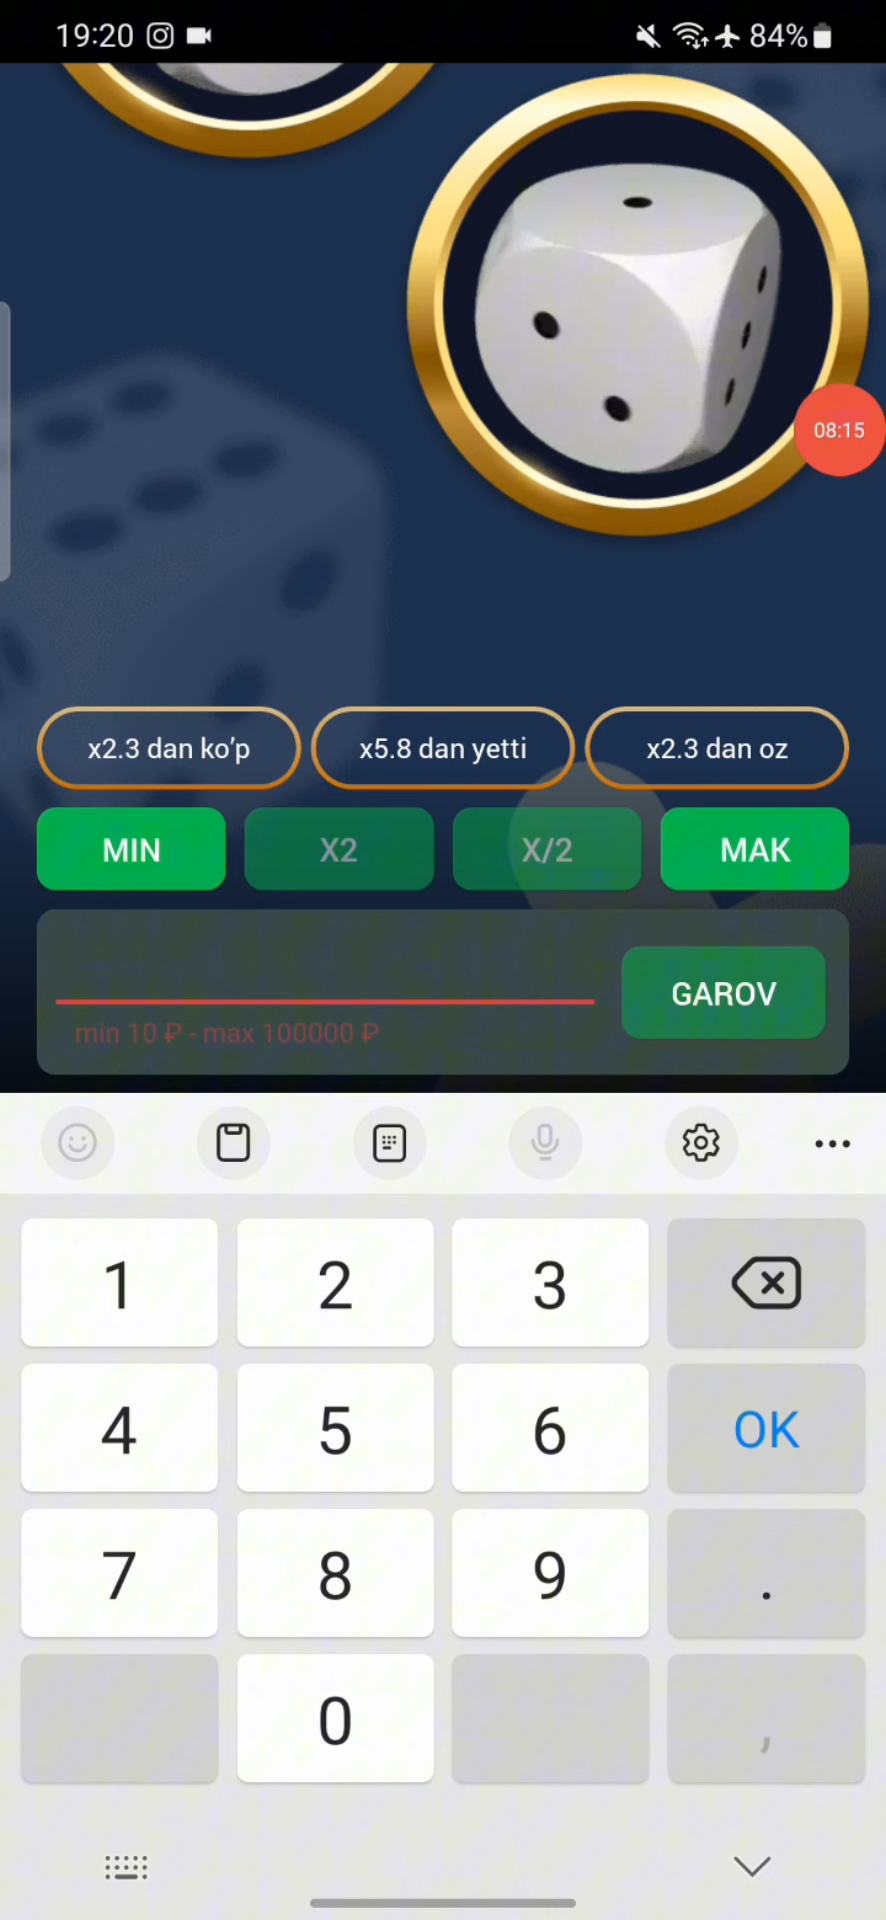 19:20
84%
08:15
x2.3 dan ko’p
x5.8 dan yetti
x2.3 dan oz
MIN
X2
X/2
MAK
min 10 ₽ - max 100000 ₽
GAROV
1 2 3
4 5 6 OK
7 8 9 .
0 ,